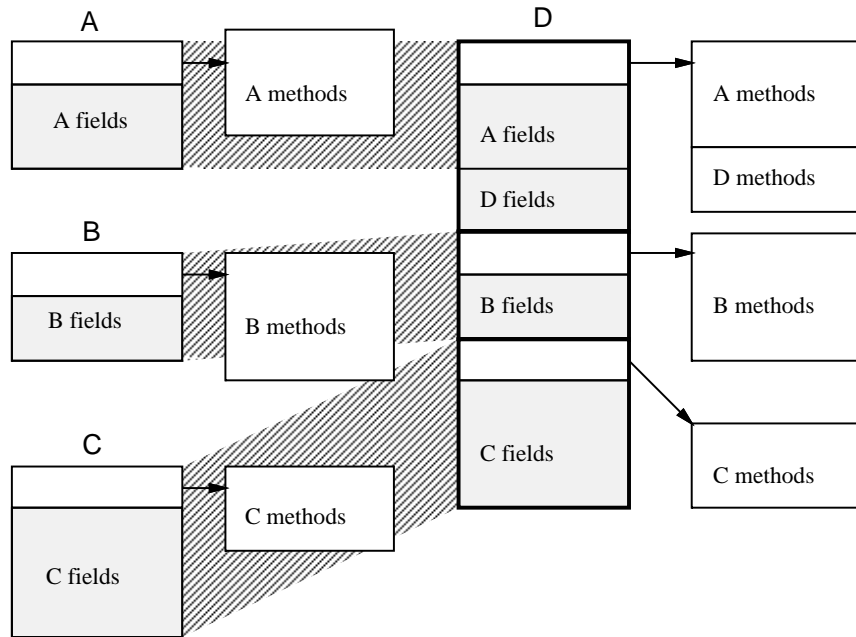 A
A fields
A methods
B
B fields
B methods
C
C fields
C methods
D
A fields
D fields
B fields
C fields
A methods
D methods
B methods
C methods